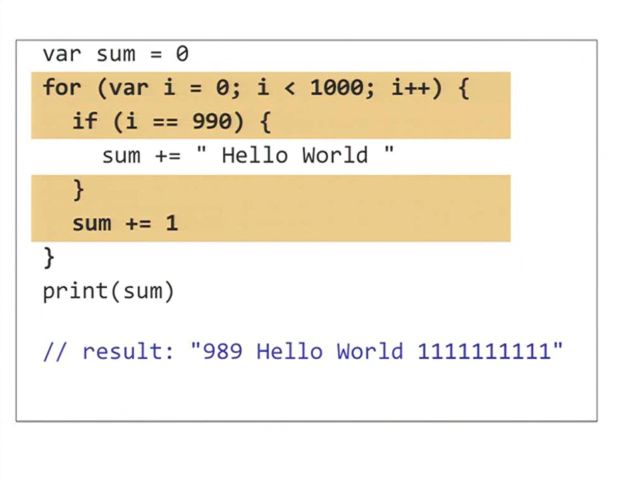 var sum = 0
for (var i = 0; i < 1000; i++) {
if (i == 990) {
sum += " Hello World "
}
sum += 1
}
print(sum)
// result: "989 Hello World 1111111111"